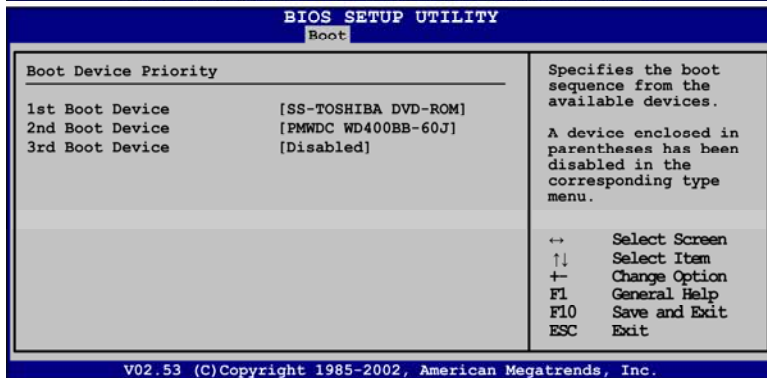 BIOS SETUP UTILITY
Boot
Boot Device Priority
1st Boot Device [SS-TOSHIBA DVD-ROM]
2nd Boot Device [PMWDC WD400BB-60J]
3rd Boot Device [Disabled]
Specifies the boot
sequence from the
available devices.
A device enclosed in
parentheses has been
disabled in the
corresponding type
menu.
↔ Select Screen
↑↓ Select Item
+- Change Option
F1 General Help
F10 Save and Exit
ESC Exit
V02.53 (C)Copyright 1985-2002, American Megatrends, Inc.